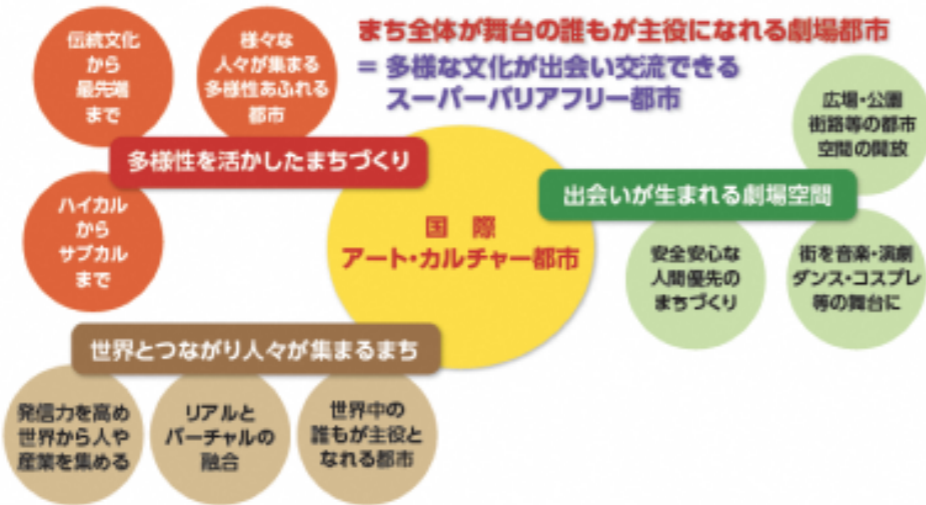 まち全体が舞台の誰もが主役になれる劇場都市
= 多様な文化が出会い交流できる
スーパーバリアフリー都市
伝統文化
から
最先端
まで
様々な
人々が集まる
多様性あふれる
都市
多様性を活かしたまちづくり
ハイカル
から
サブカル
まで
国際
アート・カルチャー都市
広場・公園
街路等の都市
空間の開放
出会いが生まれる劇場空間
安全安心な
人間優先の
まちづくり
街を音楽・演劇
ダンス・コスプレ
等の舞台に
世界とつながり人々が集まるまち
発信力を高め
世界から人や
産業を集める
リアルと
バーチャルの
融合
世界中の
誰もが主役と
なれる都市